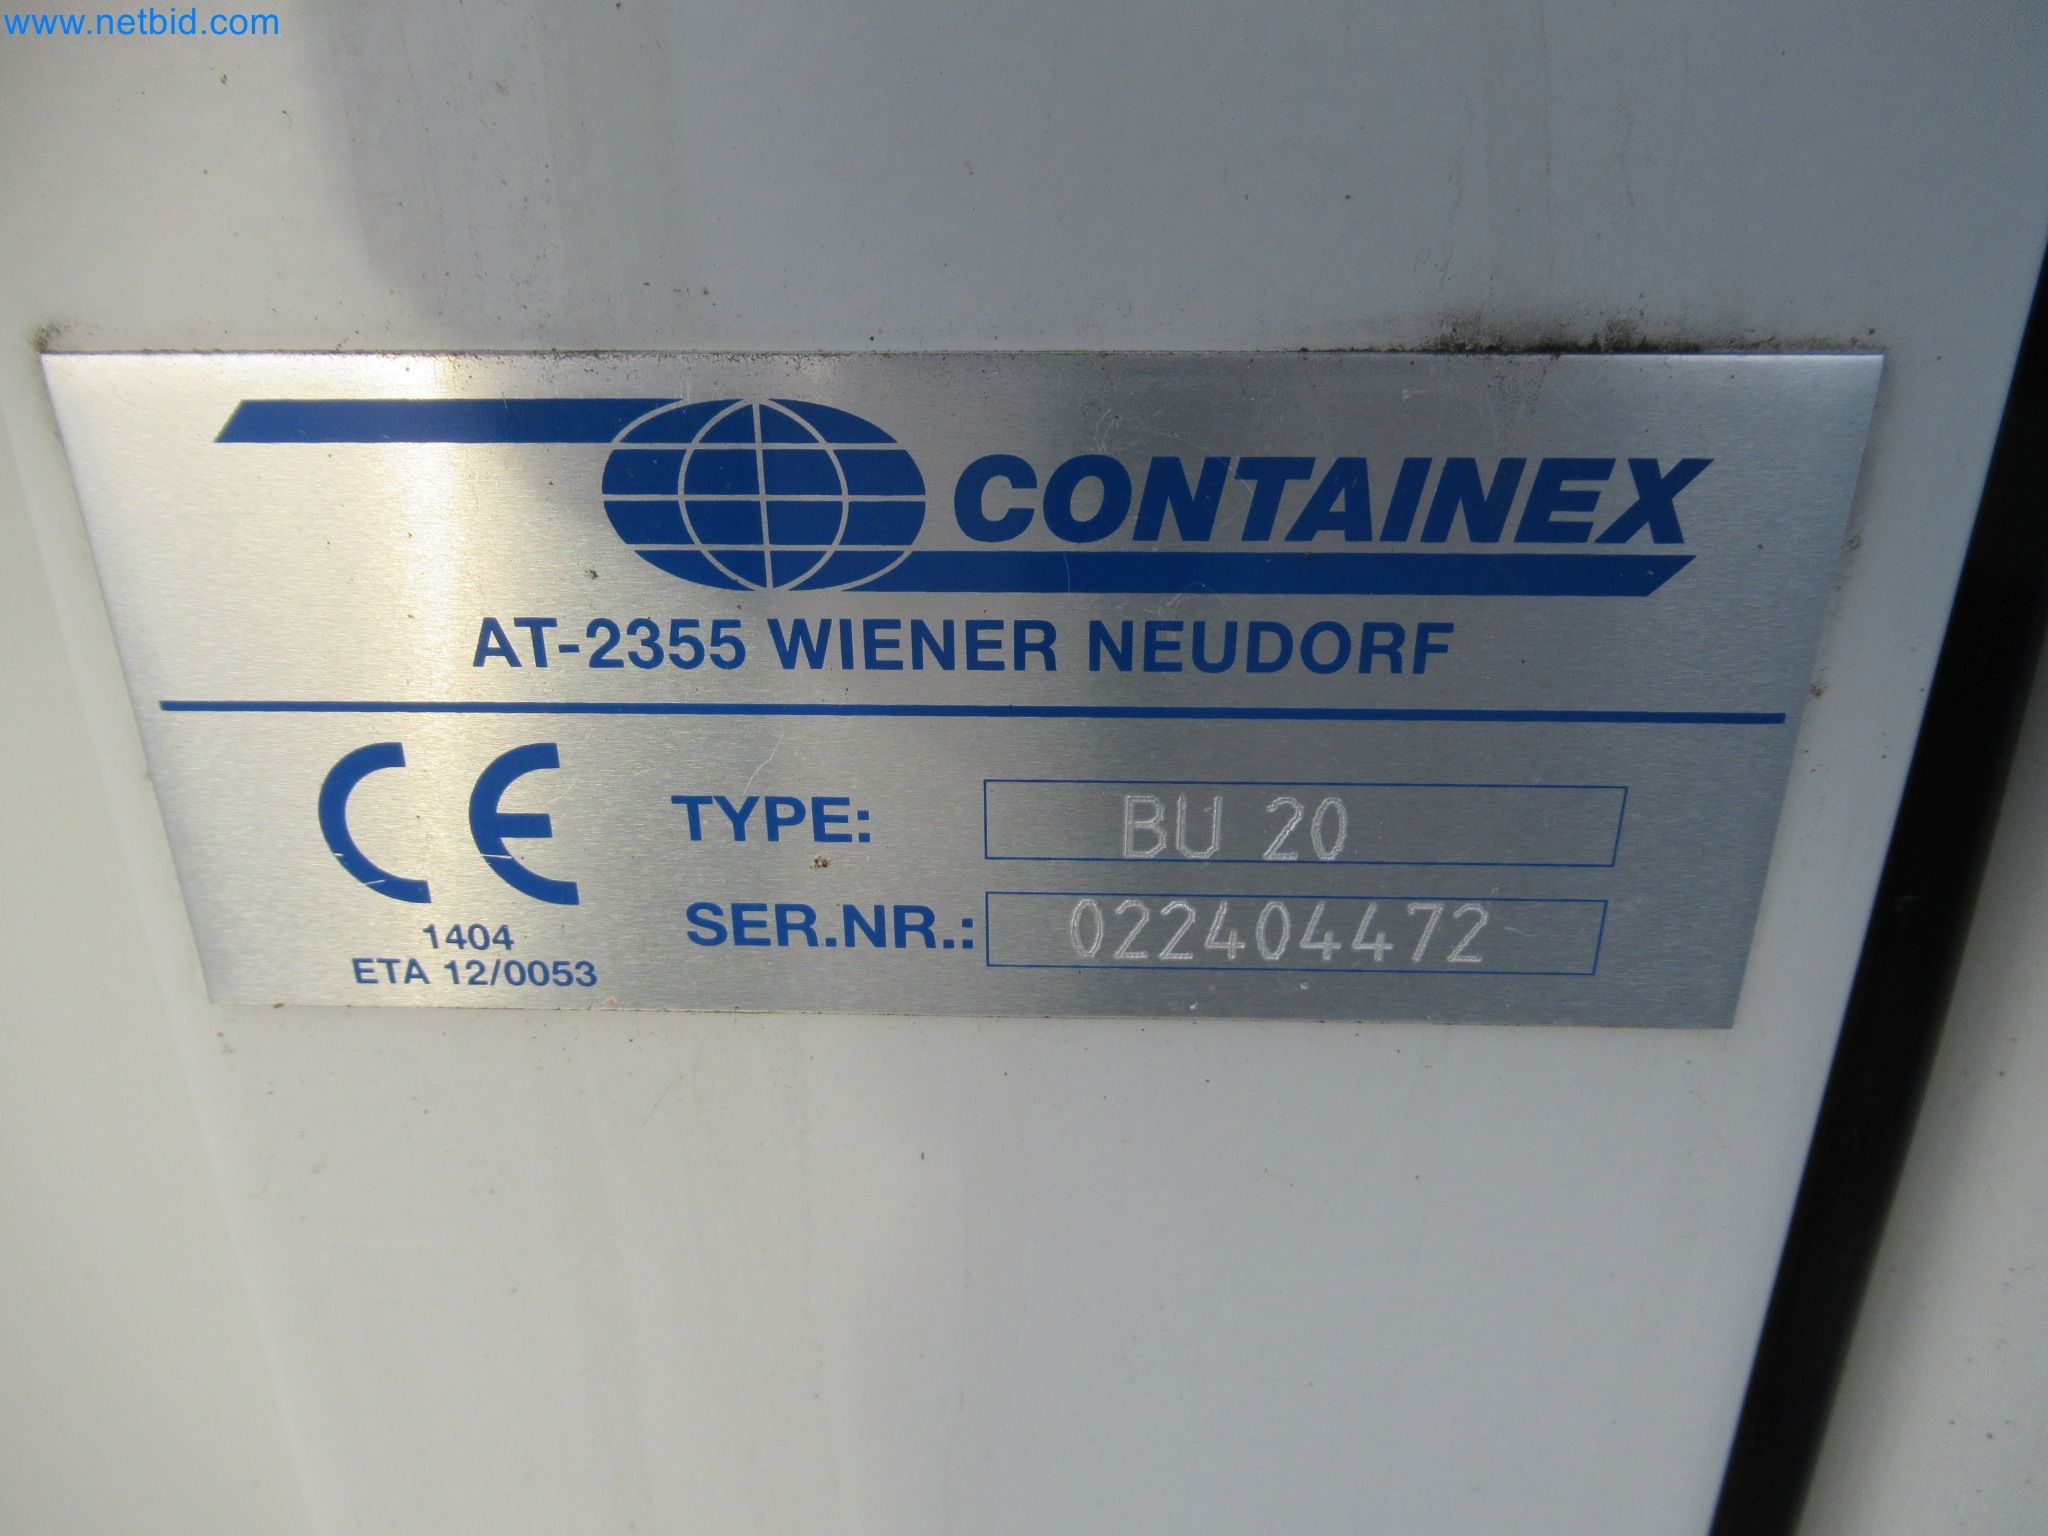 www.netbid.com
CONTAINEX
AT-2355 WIENER NEUDORF
CE
TYPE: BU 20
SER.NR.: 022404472
1404
ETA 12/0053